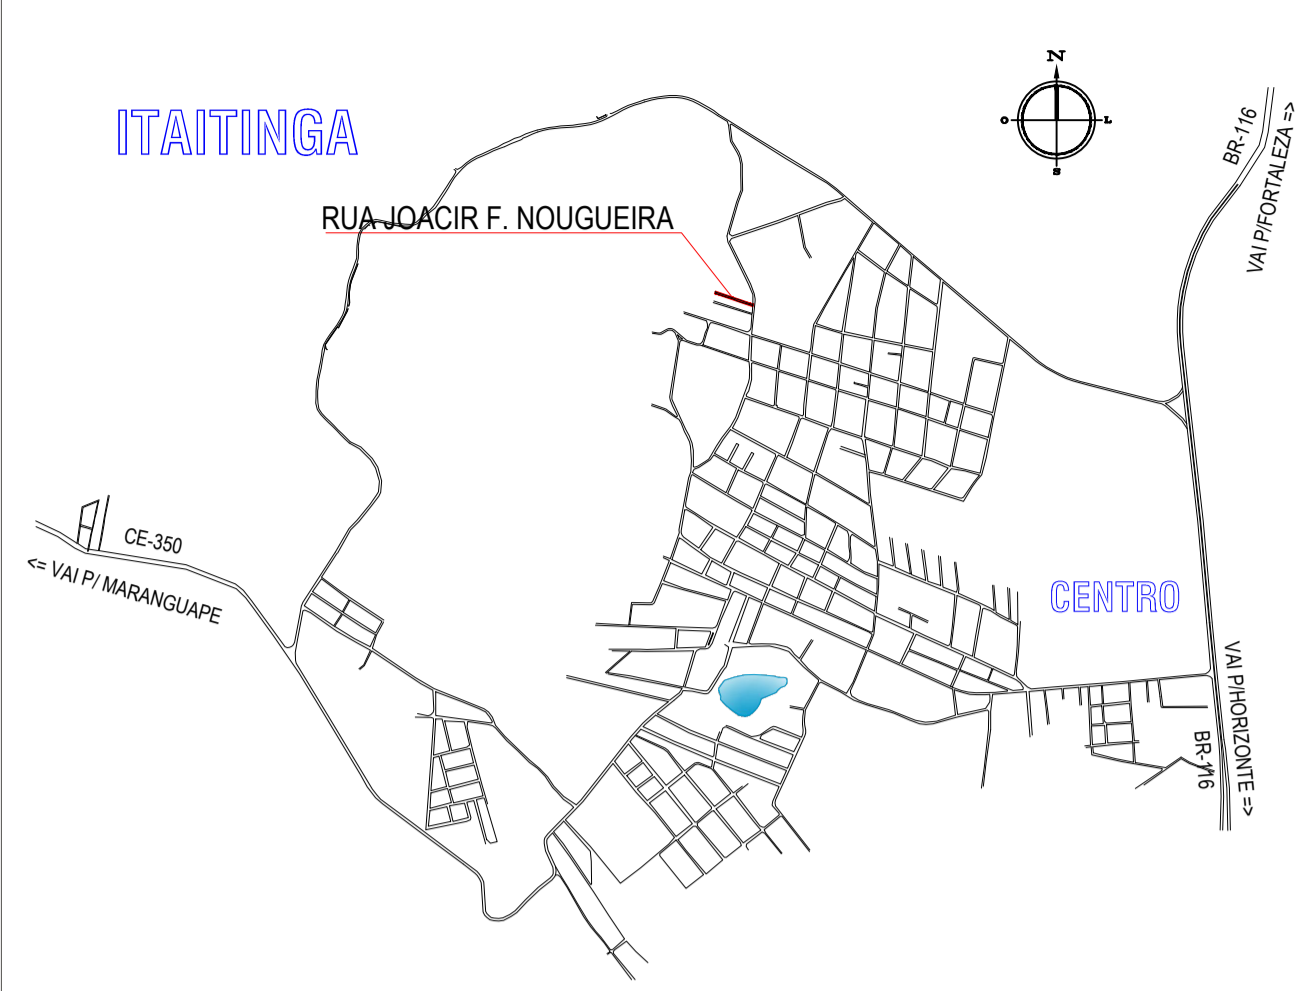 N
ITAITINGA
O
L
S
BR-116
VAI P/FORTALEZA =>
RUA JOACIR F. NOUGUEIRA
CE-350
<= VAI P/ MARANGUAPE
CENTRO
VAI P/HORIZONTE =>
BR-116